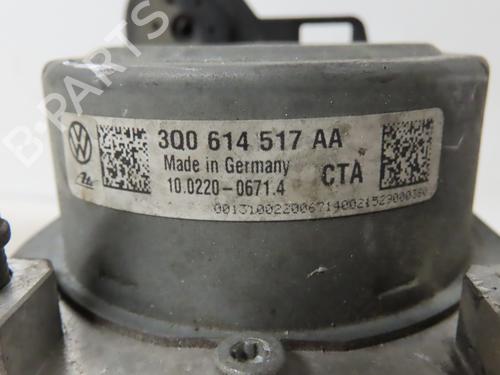 3Q0 614 517 AA
Made in Germany
CTA
10.0220-0671.4
B-Parts